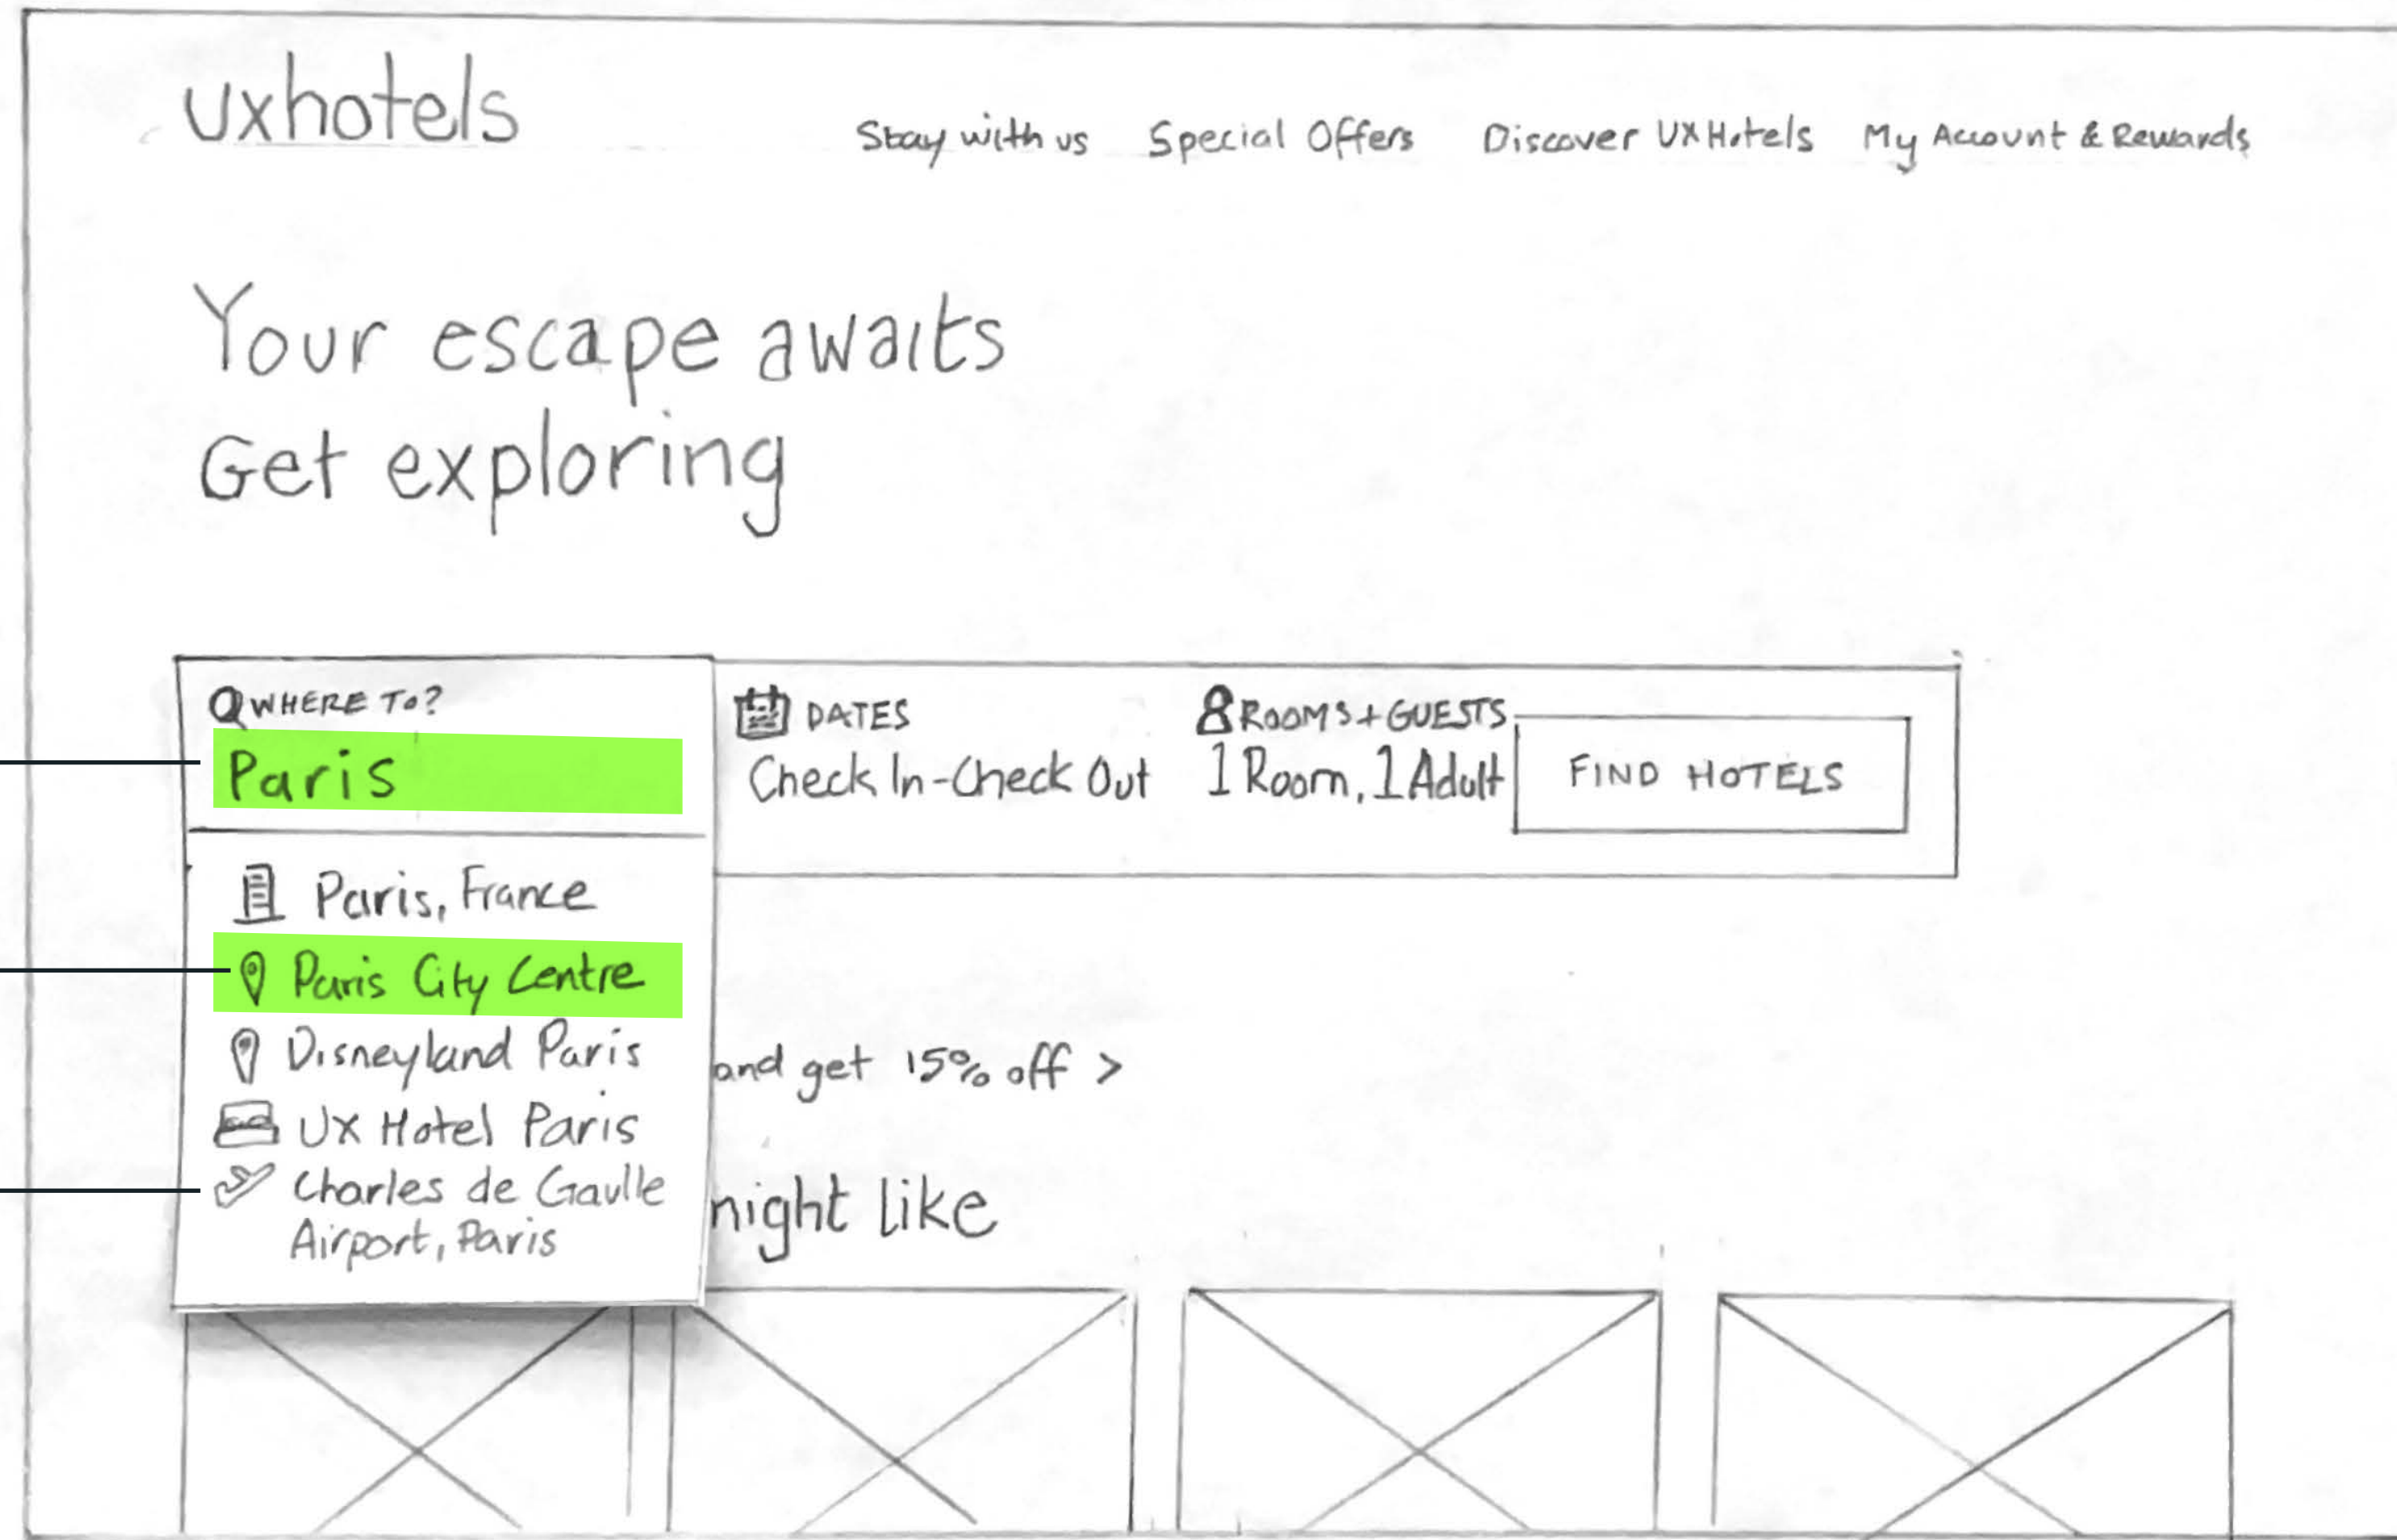 uxhotels
Stay with us Special Offers Discover UX Hotels My Account & Rewards
Your escape awaits
Get exploring
WHERE TO?
Paris
DATES
Check In-Check Out
ROOMS+GUESTS
1 Room, 1 Adult
FIND HOTELS
Paris, France
Paris City Centre
Disneyland Paris
UX Hotel Paris
Charles de Gaulle
Airport, Paris
and get 15% off >
night like